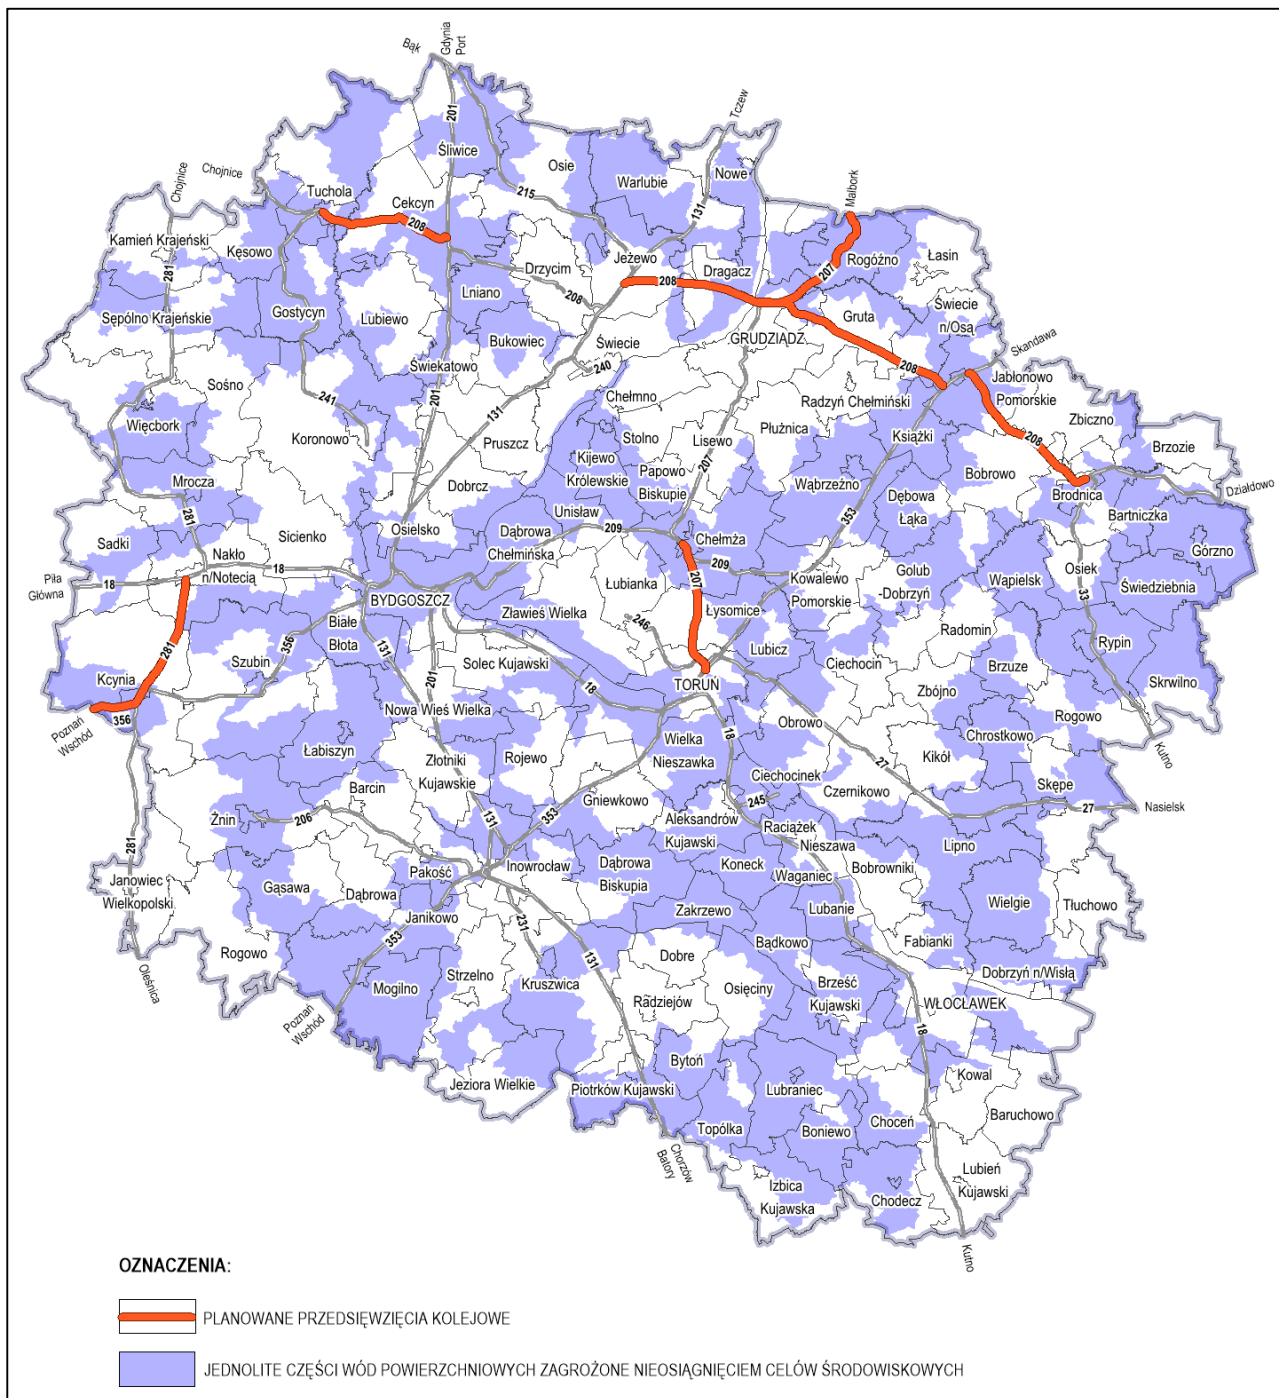 Bąk
Gdynia
Port
Tczew
Malbork
Chojnice
Chojnice
201
Śliwice
Osie
Warlubie
Nowe
215
131
Tuchola
Cekcyn
208
Kamień Krajeński
281
Kęsowo
Drzycim
208
Jeżewo
208
Dragacz
207
Rogóźno
Łasin
Lniano
Gostycyn
Lubiewo
Bukowiec
Sępólno Krajeńskie
Świecie
240
GRUDZIĄDZ
Gruta
Świecie
n/Osą
208
Skandawa
Świekatowo
201
131
Chełmno
Jabłonowo
Pomorskie
Sośno
241
Radzyń Chełmiński
Zbiczno
Więcbork
Koronowo
Pruszcz
Stolno
Lisewo
207
Płużnica
Książki
208
Brzozie
Kijewo
Królewskie
Papowo
Biskupie
Bobrowo
Mrocza
281
Dobrcz
Wąbrzeźno
Dębowa
Łąka
Brodnica
Działdowo
Unisław
353
Bartniczka
Sadki
Sicienko
Osielsko
Dąbrowa
Chełmińska
209
Chełmża
Górzno
Nakło
n/Notecią
18
209
Golub
-Dobrzyń
Osiek
Piła
Główna
18
Łubianka
207
Kowalewo
Pomorskie
Wąpielsk
Świedziebnia
BYDGOSZCZ
Zławieś Wielka
Łysomice
33
Białe
Błota
246
Radomin
281
356
Szubin
131
201
Solec Kujawski
Lubicz
Rypin
Ciechocin
Brzuze
Kcynia
18
TORUŃ
Zbójno
Skrwilno
356
Poznań
Wschód
Nowa Wieś Wielka
Obrowo
Rogowo
Wielka
Nieszawka
18
Chrostkowo
Kutno
Łabiszyn
Złotniki
Kujawskie
Rojewo
27
Kikół
Ciechocinek
Skępe
Barcin
Gniewkowo
245
Czernikowo
27
Nasielsk
Żnin
206
131
353
Aleksandrów
Kujawski
Raciążek
Nieszawa
Lipno
281
Inowrocław
Dąbrowa
Biskupia
Koneck
Bobrowniki
Janowiec
Wielkopolski
Gąsawa
Dąbrowa
Pakość
Waganiec
Wielgie
Tłuchowo
Janikowo
Zakrzewo
Lubanie
231
Rogowo
353
131
Bądkowo
Fabianki
Oleśnica
Strzelno
Dobre
Dobrzyń n/Wisłą
Mogilno
Kruszwica
Osięciny
Brześć
Kujawski
WŁOCŁAWEK
Poznań
Wschód
Radziejów
18
Bytoń
Kowal
Jeziora Wielkie
Piotrków Kujawski
Lubraniec
Baruchowo
Choceń
Topólka
Boniewo
Chorzów
Batory
Lubień
Kujawski
Izbica
Kujawska
Chodecz
Kutno
OZNACZENIA:
PLANOWANE PRZEDSIĘWZIĘCIA KOLEJOWE
JEDNOLITE CZĘŚCI WÓD POWIERZCHNIOWYCH ZAGROŻONE NIEOSIĄGNIĘCIEM CELÓW ŚRODOWISKOWYCH